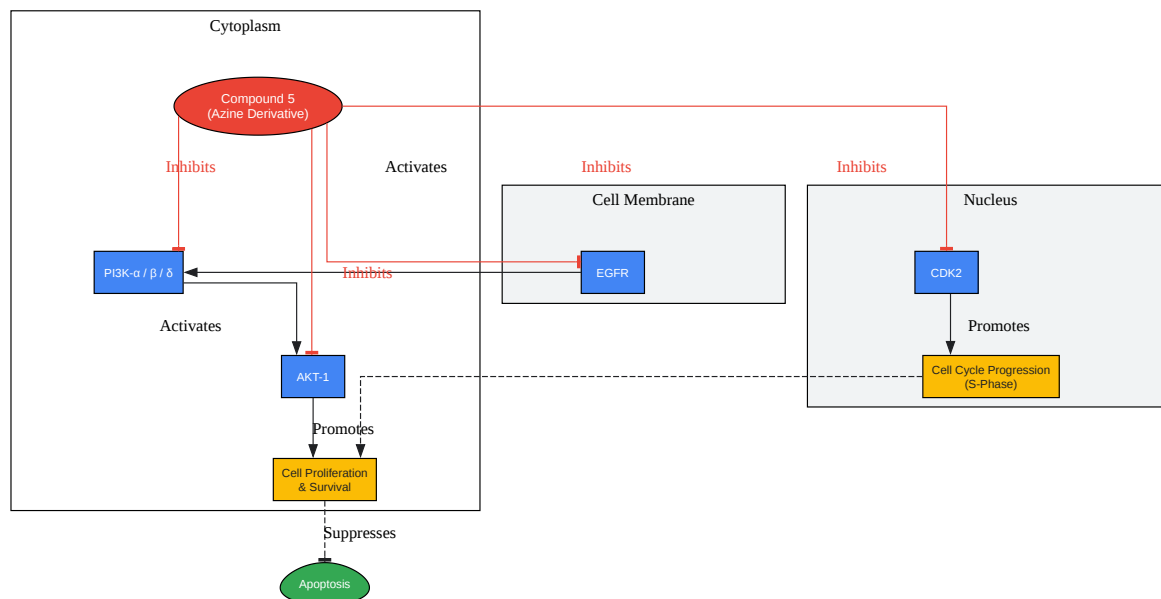 Cytoplasm
Compound 5
(Azine Derivative)
Inhibits
Activates
Inhibits
Inhibits
Cell Membrane
Nucleus
PI3K-α / β / δ
Inhibits
EGFR
CDK2
Activates
Promotes
AKT-1
Cell Cycle Progression
(S-Phase)
Promotes
Cell Proliferation
& Survival
Suppresses
Apoptosis